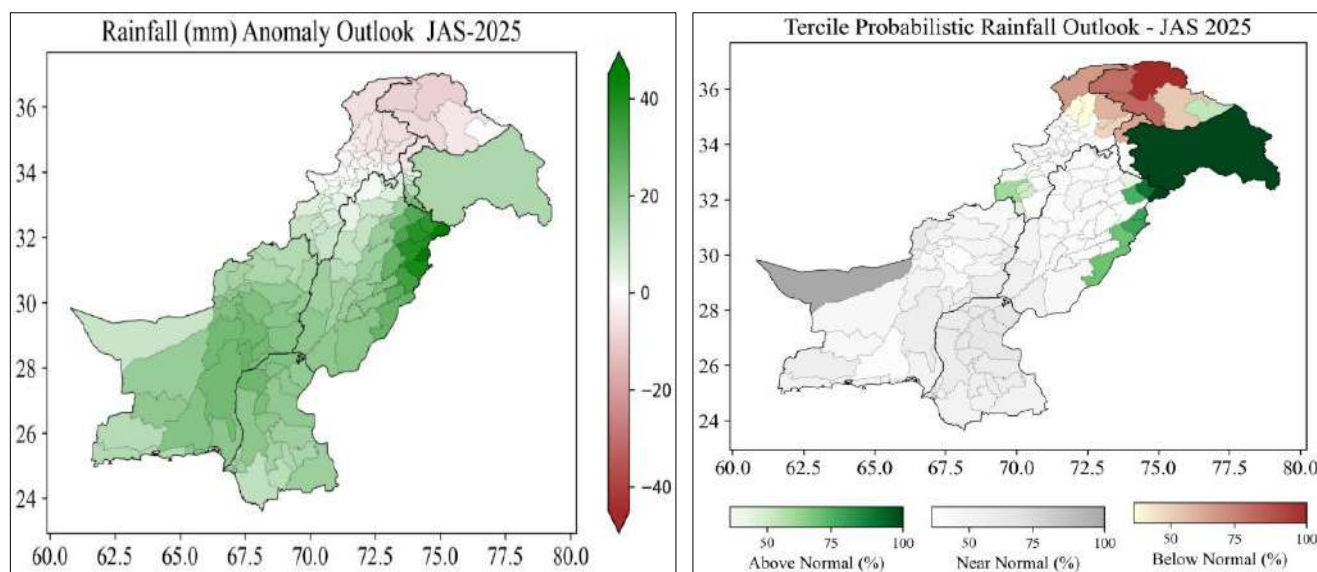 Rainfall (mm) Anomaly Outlook JAS-2025
36
34
32
30
28
26
24
60.0 62.5 65.0 67.5 70.0 72.5 75.0 77.5 80.0
40
20
0
−20
−40
Tercile Probabilistic Rainfall Outlook - JAS 2025
36
34
32
30
28
26
24
60.0 62.5 65.0 67.5 70.0 72.5 75.0 77.5 80.0
50 75 100
Above Normal (%)
50 75 100
Near Normal (%)
50 75 100
Below Normal (%)